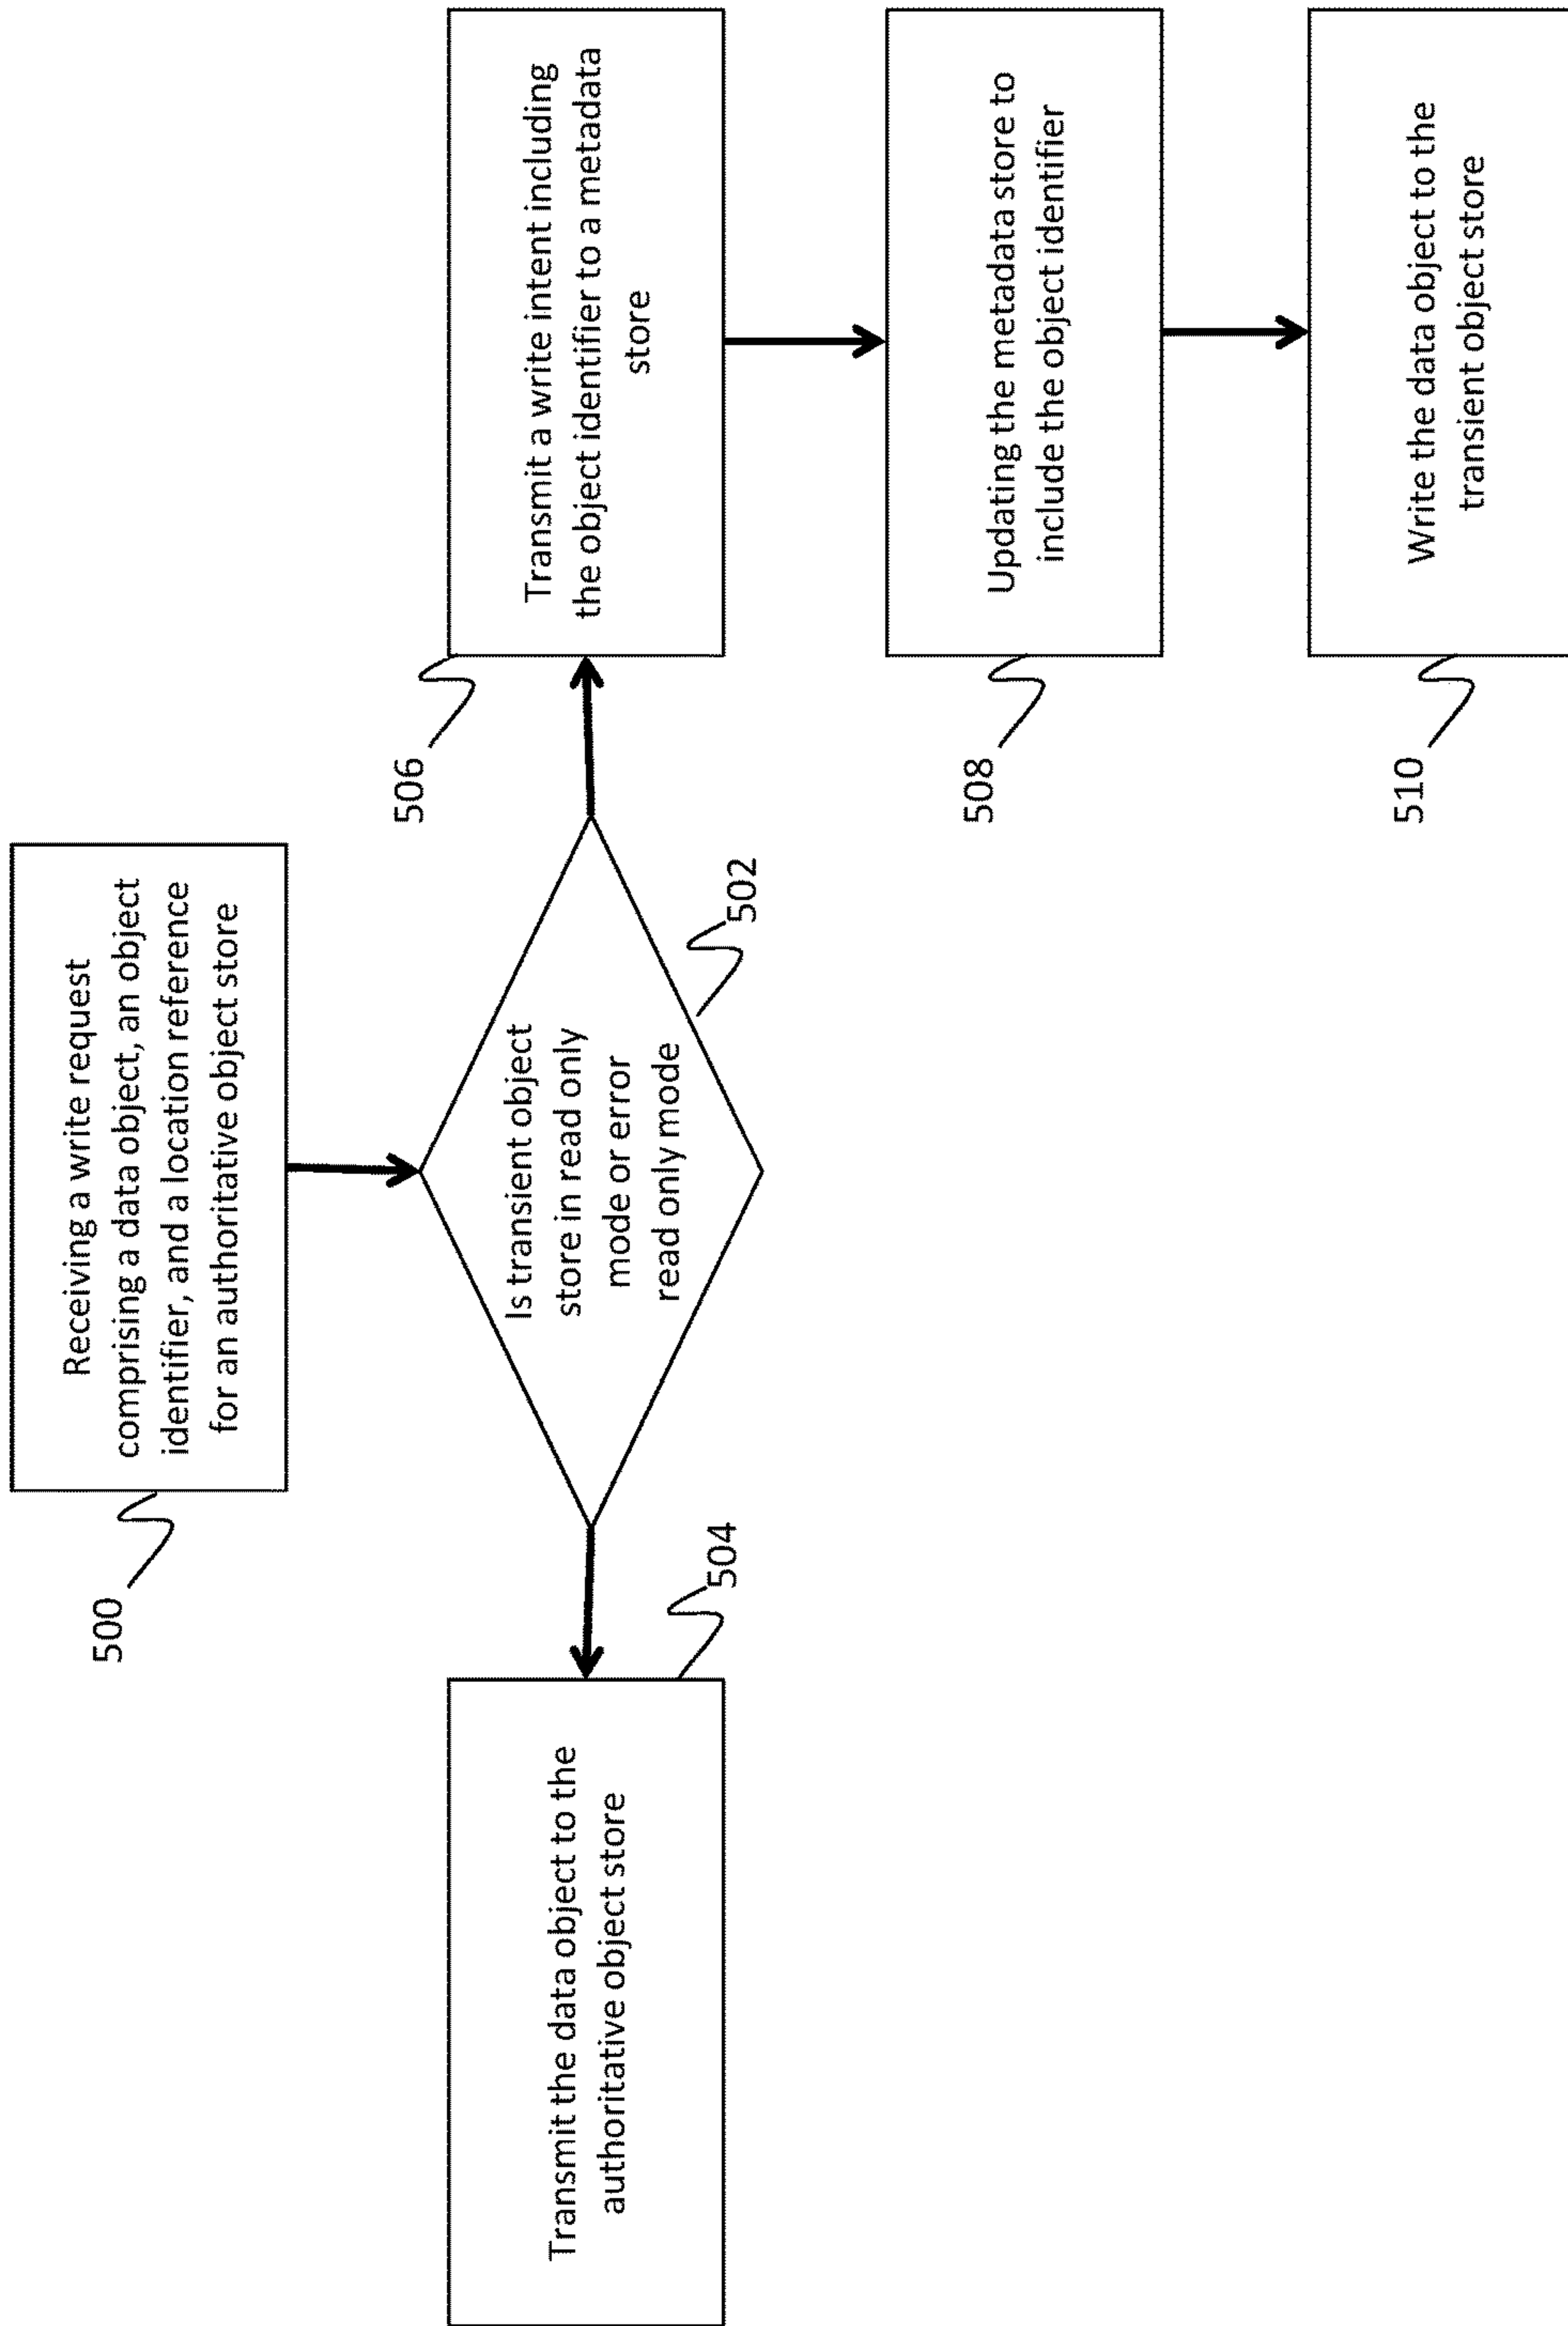 Receiving a write request
comprising a data object, an object
identifier, and a location reference
for an authoritative object store
500
Is transient object
store in read only
mode or error
read only mode
502
Transmit the data object to the
authoritative object store
504
Transmit a write intent including
the object identifier to a metadata
store
506
Updating the metadata store to
include the object identifier
508
Write the data object to the
transient object store
510